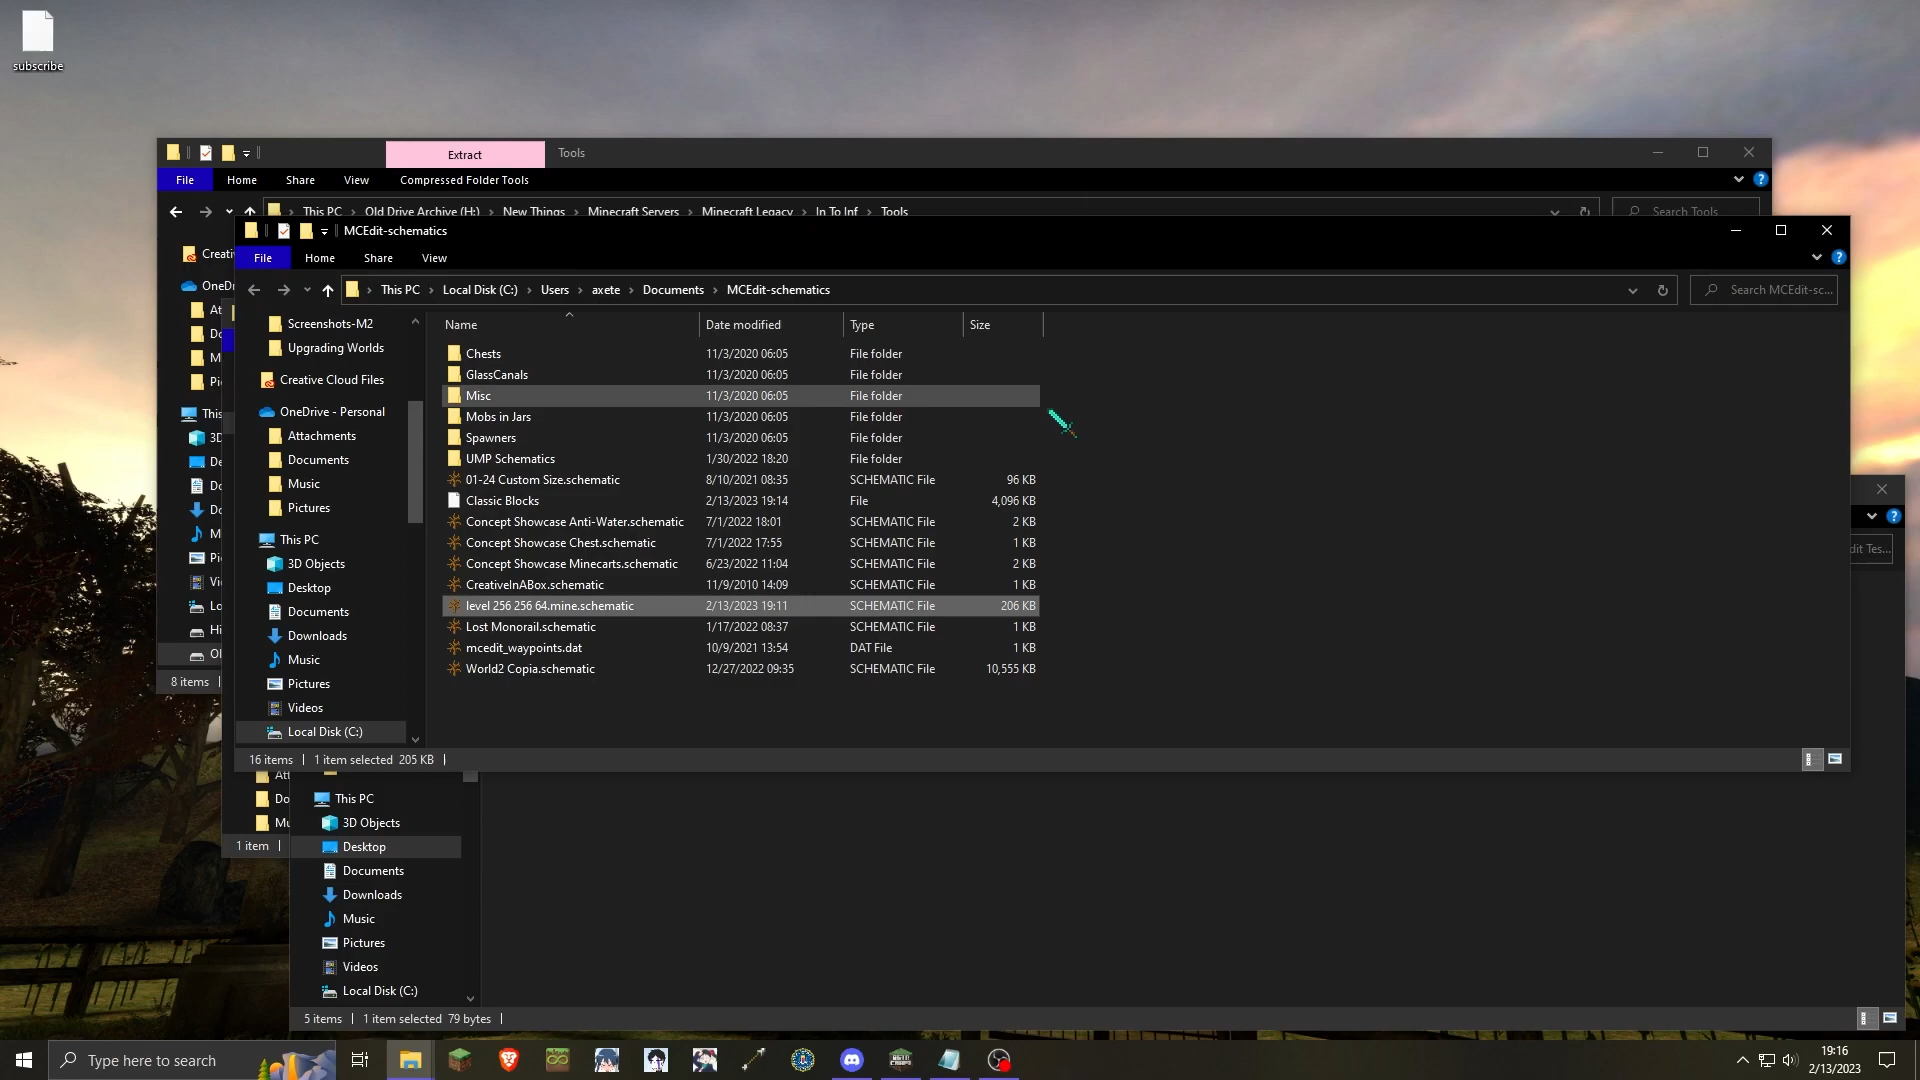 subscribe
Extract
Tools
File
Home
Share
View
Compressed Folder Tools
This PC
Old Drive Archive (H:)
New Things
Minecraft Servers
Minecraft Legacy
In To Inf
Tools
Search Tools
8 items
MCEdit-schematics
File
Home
Share
View
This PC
Local Disk (C:)
Users
axete
Documents
MCEdit-schematics
Search MCEdit-sc...
Screenshots-M2
Upgrading Worlds
Creative Cloud Files
OneDrive - Personal
Attachments
Documents
Music
Pictures
This PC
3D Objects
Desktop
Documents
Downloads
Music
Pictures
Videos
Local Disk (C:)
Name Date modified Type Size
Chests 11/3/2020 06:05 File folder
GlassCanals 11/3/2020 06:05 File folder
Misc 11/3/2020 06:05 File folder
Mobs in Jars 11/3/2020 06:05 File folder
Spawners 11/3/2020 06:05 File folder
UMP Schematics 1/30/2022 18:20 File folder
01-24 Custom Size.schematic 8/10/2021 08:35 SCHEMATIC File 96 KB
Classic Blocks 2/13/2023 19:14 File 4,096 KB
Concept Showcase Anti-Water.schematic 7/1/2022 18:01 SCHEMATIC File 2 KB
Concept Showcase Chest.schematic 7/1/2022 17:55 SCHEMATIC File 1 KB
Concept Showcase Minecarts.schematic 6/23/2022 11:04 SCHEMATIC File 2 KB
CreativeInABox.schematic 11/9/2010 14:09 SCHEMATIC File 1 KB
level 256 256 64.mine.schematic 2/13/2023 19:11 SCHEMATIC File 206 KB
Lost Monorail.schematic 1/17/2022 08:37 SCHEMATIC File 1 KB
mcedit_waypoints.dat 10/9/2021 13:54 DAT File 1 KB
World2 Copia.schematic 12/27/2022 09:35 SCHEMATIC File 10,555 KB
16 items
1 item selected 205 KB
1 item
This PC
3D Objects
Desktop
Documents
Downloads
Music
Pictures
Videos
Local Disk (C:)
5 items
1 item selected 79 bytes
Type here to search
19:16
2/13/2023